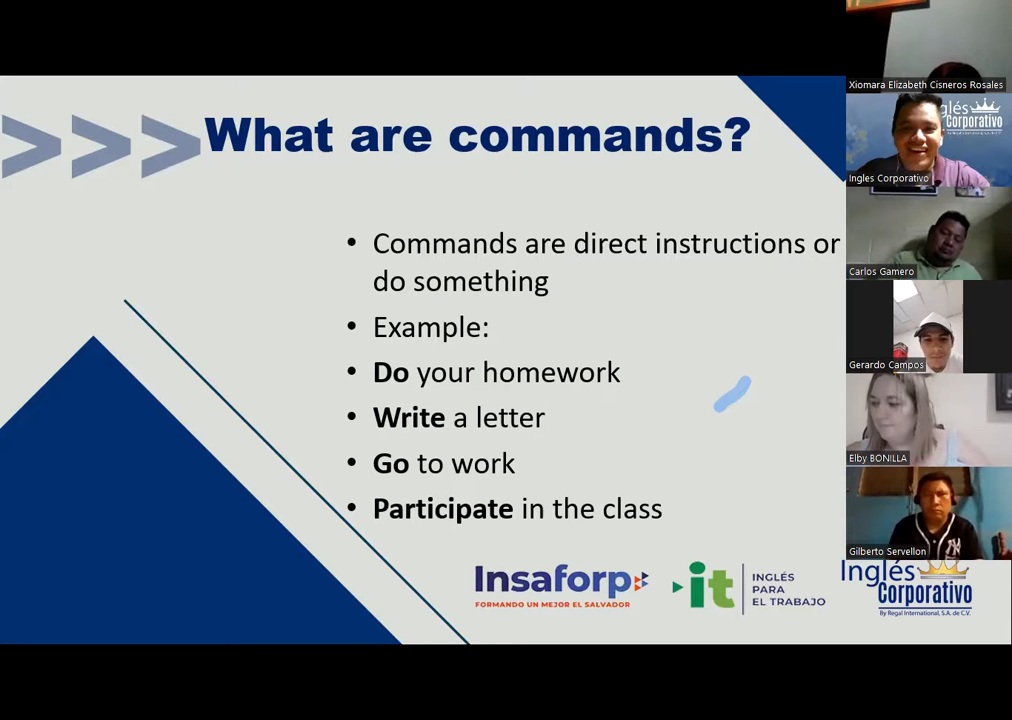 >>> What are commands?
• Commands are direct instructions or
do something
• Example:
• Do your homework
• Write a letter
• Go to work
• Participate in the class
Insaforp
FORMANDO UN MEJOR EL SALVADOR
it
INGLÉS
PARA
EL TRABAJO
Inglés
Corporativo
By Regal International, S.A. de C.V.
Xiomara Elizabeth Cisneros Rosales
glés
Corporativo
Ingles Corporativo
Carlos Gamero
Gerardo Campos
Elby BONILLA
Gilberto Servellon